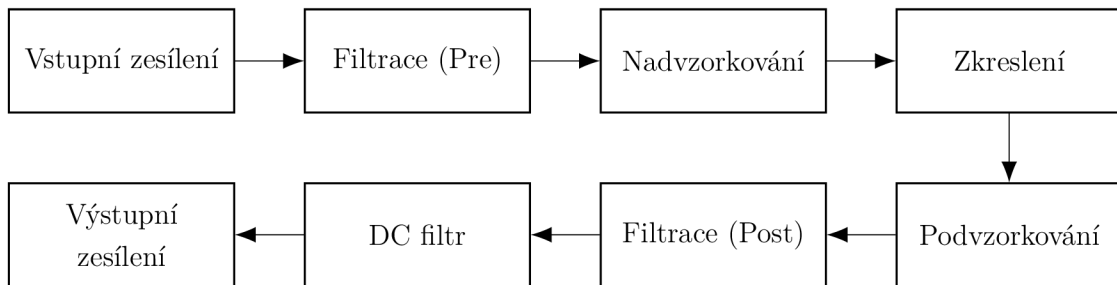 Vstupní zesílení
Filtrace (Pre)
Nadvzorkování
Zkreslení
Podvzorkování
Filtrace (Post)
DC filtr
Výstupní
zesílení